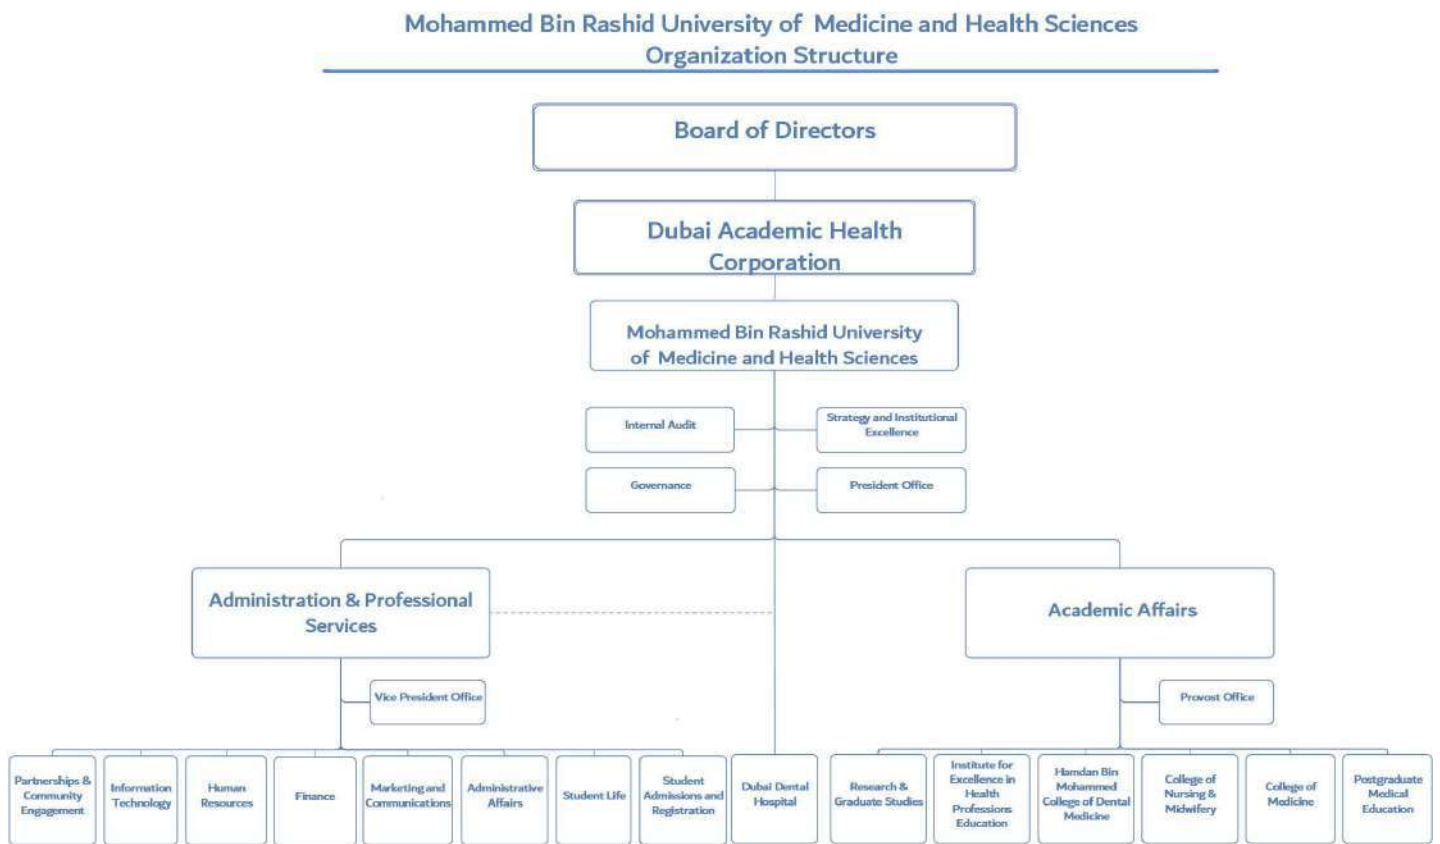 Mohammed Bin Rashid University of Medicine and Health Sciences
Organization Structure
Board of Directors
Dubai Academic Health
Corporation
Mohammed Bin Rashid University
of Medicine and Health Sciences
Internal Audit
Strategy and Institutional
Excellence
Governance
President Office
Administration & Professional
Services
Academic Affairs
Vice President Office
Provost Office
Partnerships &
Community
Engagement
Information
Technology
Human
Resources
Finance
Marketing and
Communications
Administrative
Affairs
Student Life
Student
Admissions and
Registration
Dubai Dental
Hospital
Research &
Graduate Studies
Institute for
Excellence in
Health
Professions
Education
Hamdan Bin
Mohammed
College of Dental
Medicine
College of
Nursing &
Midwifery
College of
Medicine
Postgraduate
Medical
Education